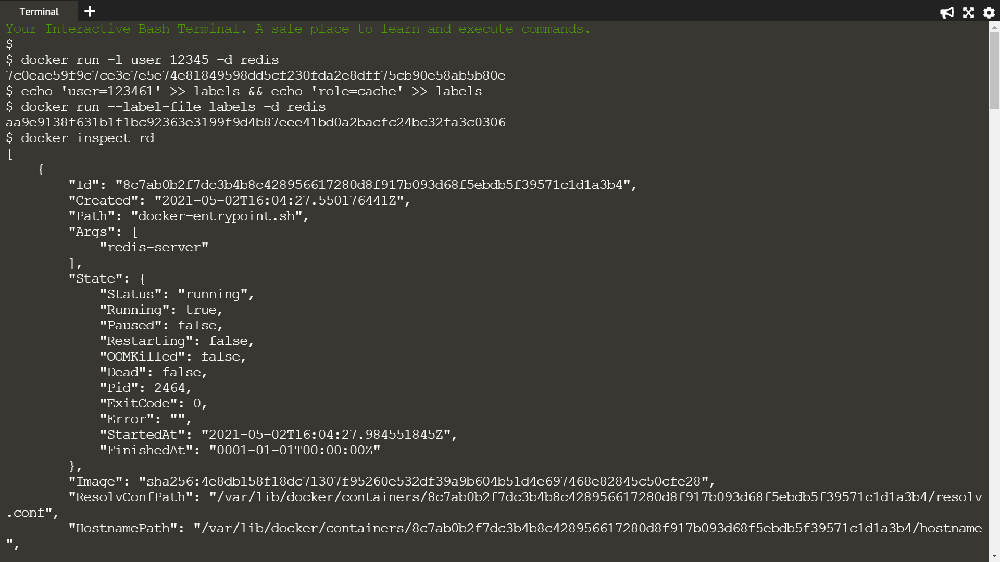 Terminal
Your Interactive Bash Terminal. A safe place to learn and execute commands.
$
$ docker run -l user=12345 -d redis
7c0eae59f9c7ce3e7e5e74e81849598dd5cf230fda2e8dff75cb90e58ab5b80e
$ echo 'user=123461' >> labels && echo 'role=cache' >> labels
$ docker run --label-file=labels -d redis
aa9e9138f631b1f1bc92363e3199f9d4b87eee41bd0a2bacfc24bc32fa3c0306
$ docker inspect rd
[
    {
        "Id": "8c7ab0b2f7dc3b4b8c428956617280d8f917b093d68f5ebdb5f39571c1d1a3b4",
        "Created": "2021-05-02T16:04:27.550176441Z",
        "Path": "docker-entrypoint.sh",
        "Args": [
            "redis-server"
        ],
        "State": {
            "Status": "running",
            "Running": true,
            "Paused": false,
            "Restarting": false,
            "OOMKilled": false,
            "Dead": false,
            "Pid": 2464,
            "ExitCode": 0,
            "Error": "",
            "StartedAt": "2021-05-02T16:04:27.984551845Z",
            "FinishedAt": "0001-01-01T00:00:00Z"
        },
        "Image": "sha256:4e8db158f18dc71307f95260e532df39a9b604b51d4e697468e82845c50cfe28",
        "ResolvConfPath": "/var/lib/docker/containers/8c7ab0b2f7dc3b4b8c428956617280d8f917b093d68f5ebdb5f39571c1d1a3b4/resolv
.conf",
        "HostnamePath": "/var/lib/docker/containers/8c7ab0b2f7dc3b4b8c428956617280d8f917b093d68f5ebdb5f39571c1d1a3b4/hostname
",